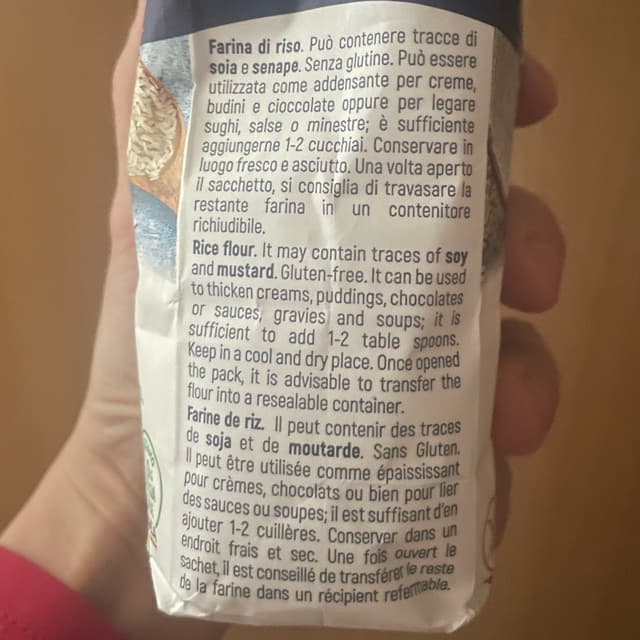 Farina di riso. Può contenere tracce di
soia e senape. Senza glutine. Può essere
utilizzata come addensante per creme,
budini e cioccolate oppure per legare
sughi, salse o minestre; è sufficiente
aggiungerne 1-2 cucchiai. Conservare in
luogo fresco e asciutto. Una volta aperto
il sacchetto, si consiglia di travasare la
restante farina in un contenitore
richiudibile.
Rice flour. It may contain traces of soy
and mustard. Gluten-free. It can be used
to thicken creams, puddings, chocolates
or sauces, gravies and soups; it is
sufficient to add 1-2 table spoons.
Keep in a cool and dry place. Once opened
the pack, it is advisable to transfer the
flour into a resealable container.
Farine de riz. Il peut contenir des traces
de soja et de moutarde. Sans Gluten.
Il peut être utilisée comme épaississant
pour crèmes, chocolats ou bien pour lier
des sauces ou soupes; il est suffisant d'en
ajouter 1-2 cuillères. Conserver dans un
endroit frais et sec. Une fois ouvert le
sachet, il est conseillé de transférer le reste
de la farine dans un récipient refermable.